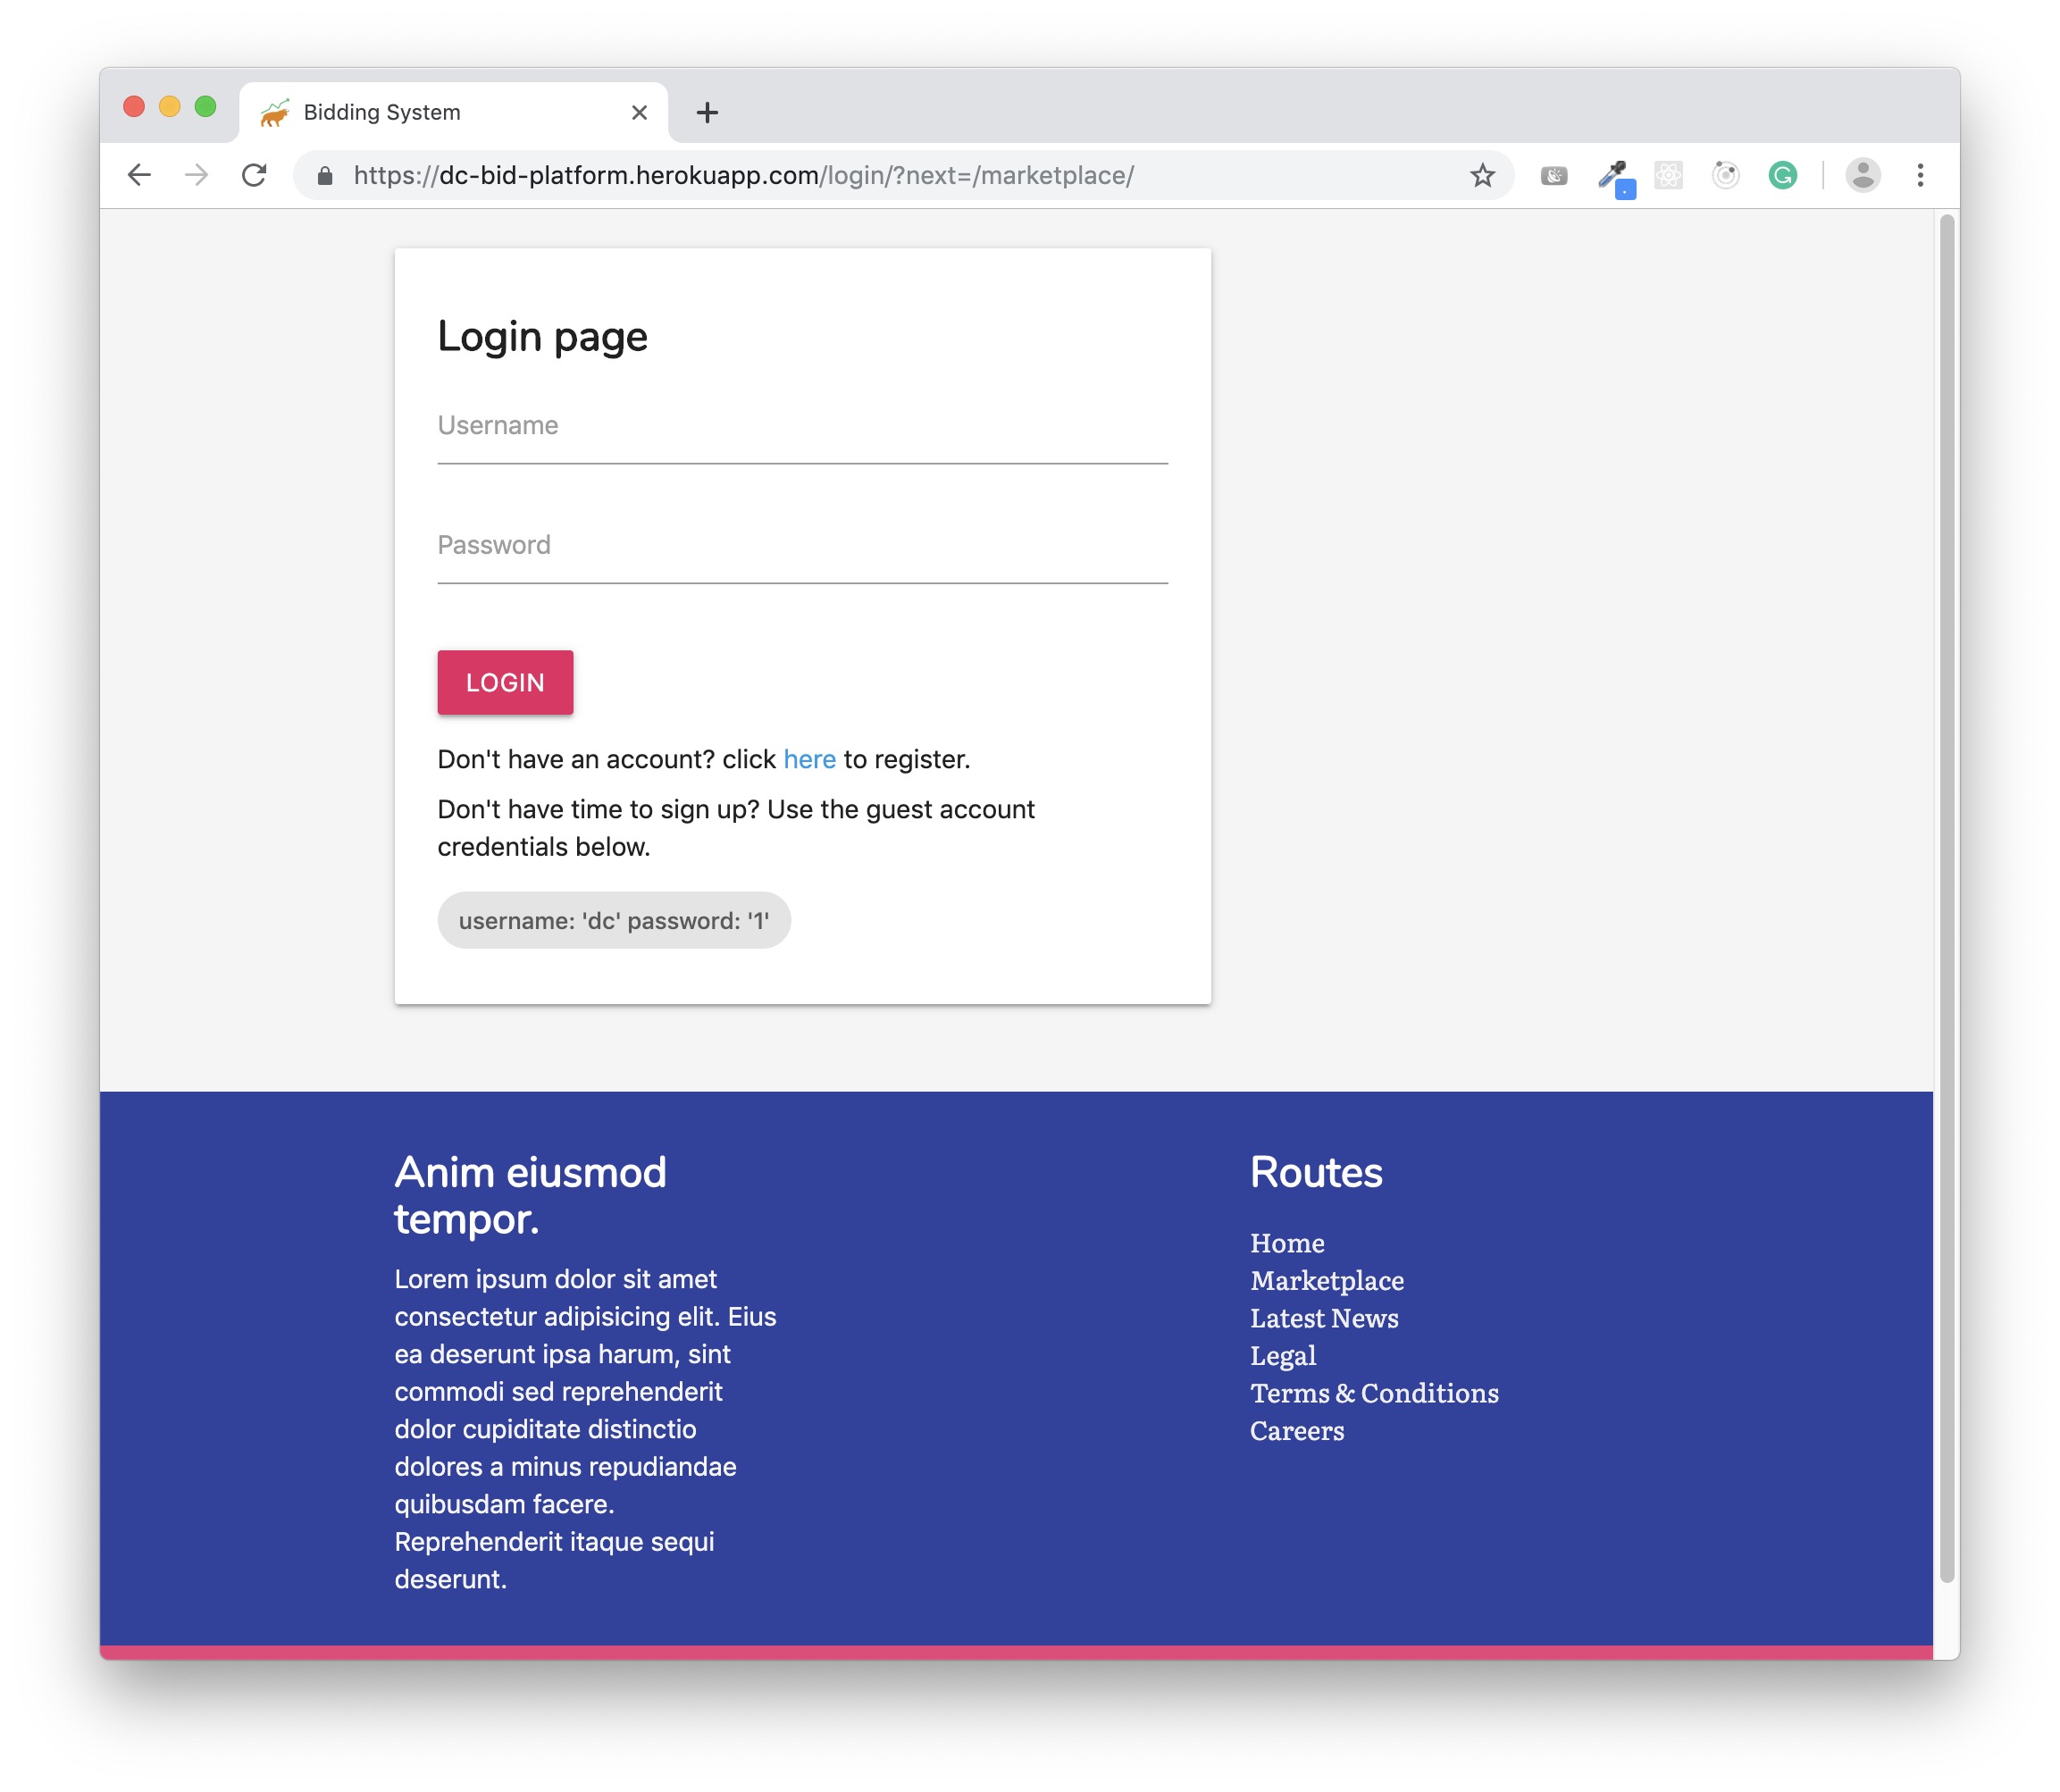 Bidding System
https://dc-bid-platform.herokuapp.com/login/?next=/marketplace/
Login page
Username
Password
LOGIN
Don't have an account? click here to register.
Don't have time to sign up? Use the guest account
credentials below.
username: 'dc' password: '1'
Anim eiusmod
tempor.
Lorem ipsum dolor sit amet
consectetur adipisicing elit. Eius
ea deserunt ipsa harum, sint
commodi sed reprehenderit
dolor cupiditate distinctio
dolores a minus repudiandae
quibusdam facere.
Reprehenderit itaque sequi
deserunt.
Routes
Home
Marketplace
Latest News
Legal
Terms & Conditions
Careers